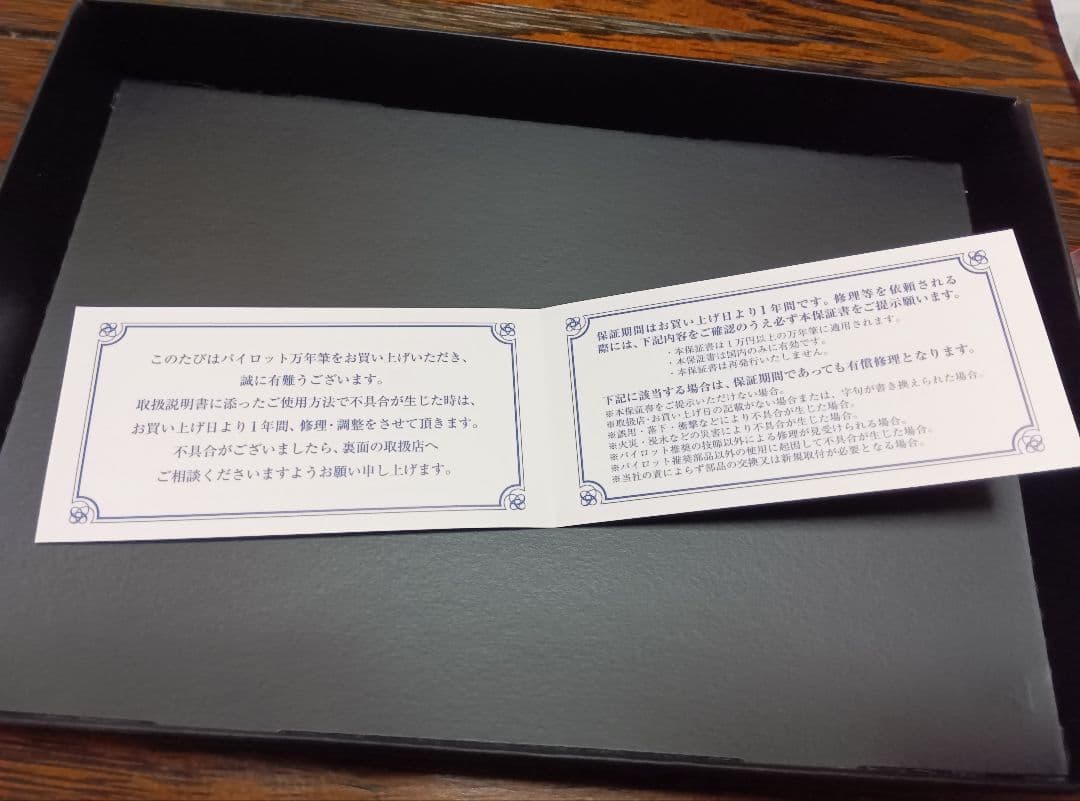 このたびはパイロット万年筆をお買い上げいただき、
誠に有難うございます。
取扱説明書に添ったご使用方法で不具合が生じた時は、
お買い上げ日より1年間、修理・調整をさせて頂きます。
不具合がございましたら、裏面の取扱店へ
ご相談くださいますようお願い申し上げます。
保証期間はお買い上げ日より1年間です。修理等を依頼される
際には、下記内容をご確認のうえ必ず本保証書をご提示願います。
・本保証書は1万円以上の万年筆に適用されます。
・本保証書は国内のみに有効です。
・本保証書は再発行いたしません。
下記に該当する場合は、保証期間であっても有償修理となります。
※本保証書をご提示いただけない場合。
※取扱店・お買い上げ日の記載がない場合または、字句が書き換えられた場合。
※誤用・落下・衝撃などにより不具合が生じた場合。
※火災・浸水などの災害により不具合が生じた場合。
※パイロット推奨の技師以外による修理が見受けられる場合。
※パイロット推奨部品以外の使用に起因して不具合が生じた場合。
※当社の責によらず部品の交換又は新規取付が必要となる場合。